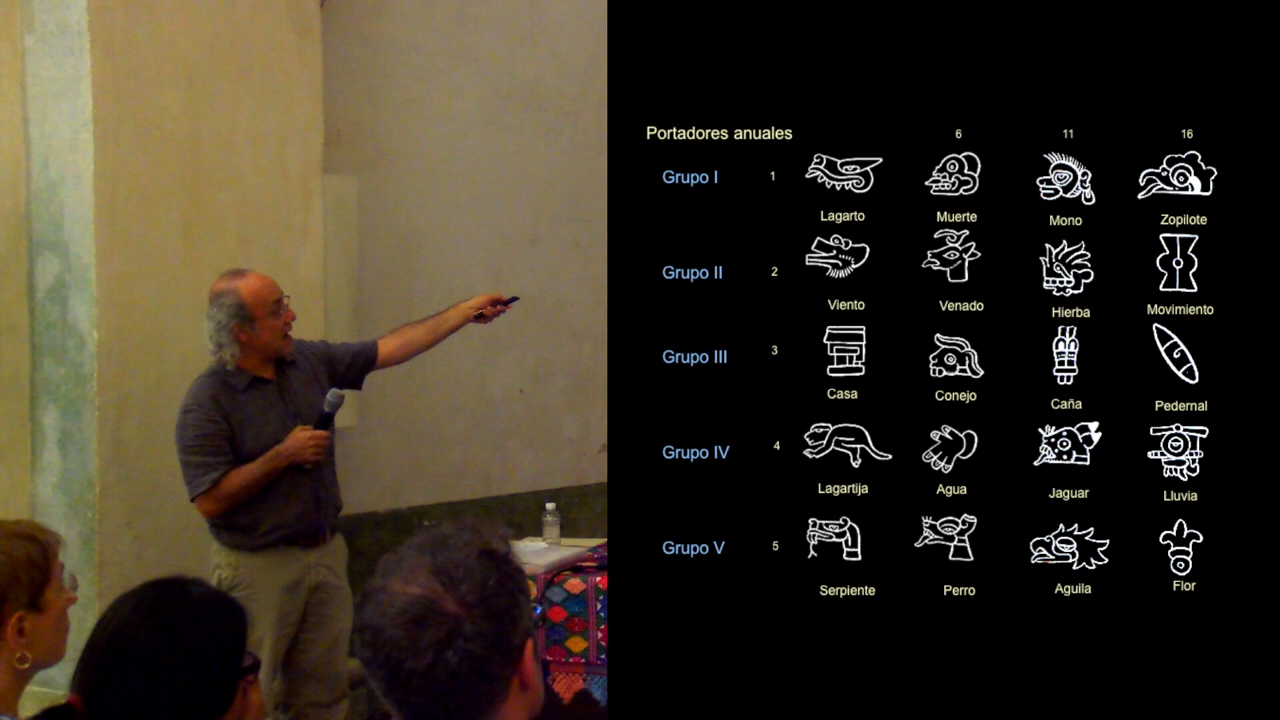 Portadores anuales 6 11 16
Grupo I 1
Lagarto Muerte Mono Zopilote
Grupo II 2
Viento Venado Hierba Movimiento
Grupo III 3
Casa Conejo Caña Pedernal
Grupo IV 4
Lagartija Agua Jaguar Lluvia
Grupo V 5
Serpiente Perro Aguila Flor